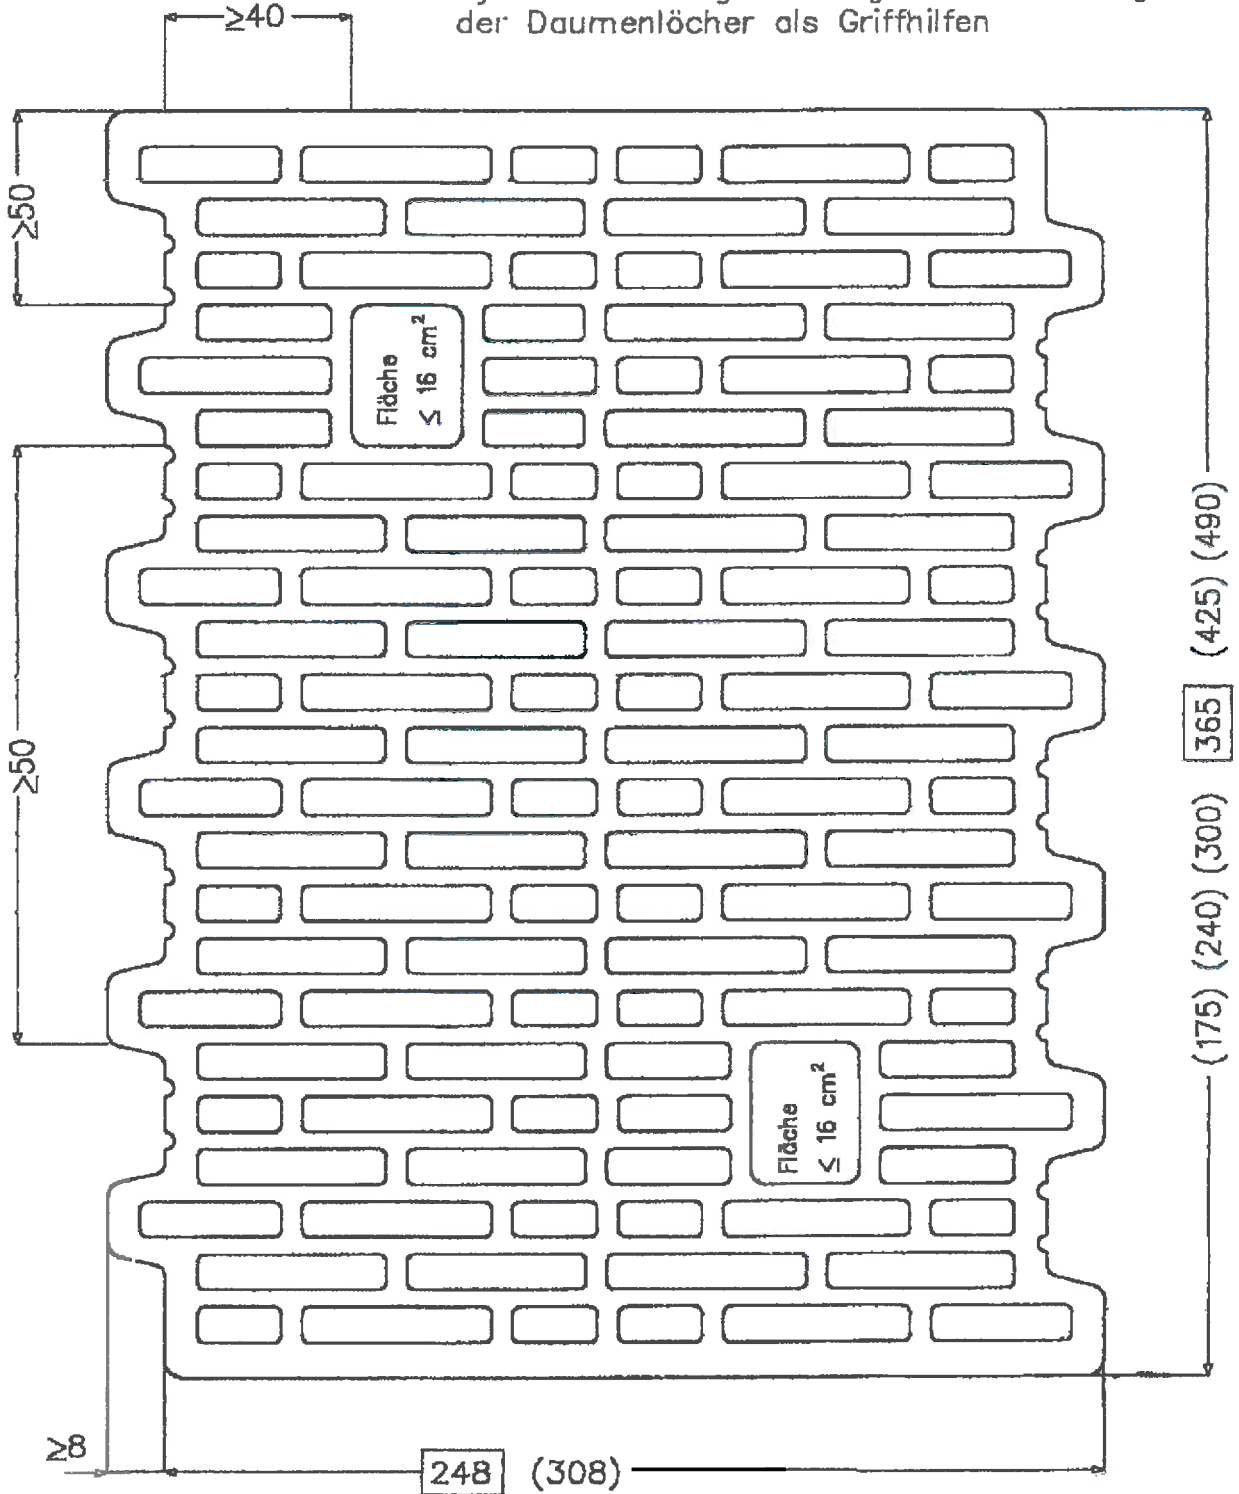 der Daumenlöcher als Griffhilfen
≥40
≥50
Fläche
≤ 16 cm²
≥50
(175) (240) (300) 365 (425) (490)
Fläche
≤ 16 cm²
≥8
248 (308)